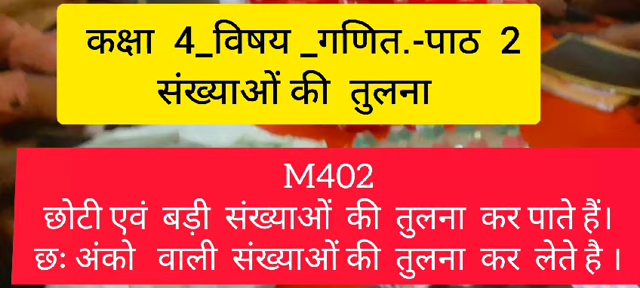 कक्षा 4_विषय _गणित.-पाठ 2
संख्याओं की तुलना
M402
छोटी एवं बड़ी संख्याओं की तुलना कर पाते हैं।
छः अंको वाली संख्याओं की तुलना कर लेते है ।